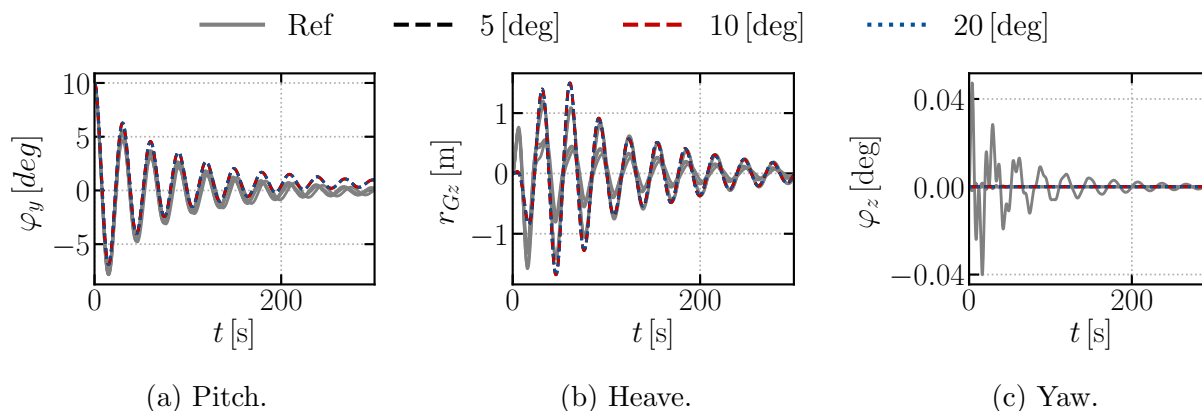 Ref 5 [deg] 10 [deg] 20 [deg]
10
5
0
−5
φy [deg]
0 200
t [s]
(a) Pitch.
1
0
−1
rGz [m]
0 200
t [s]
(b) Heave.
0.04
0.00
−0.04
φz [deg]
0 200
t [s]
(c) Yaw.